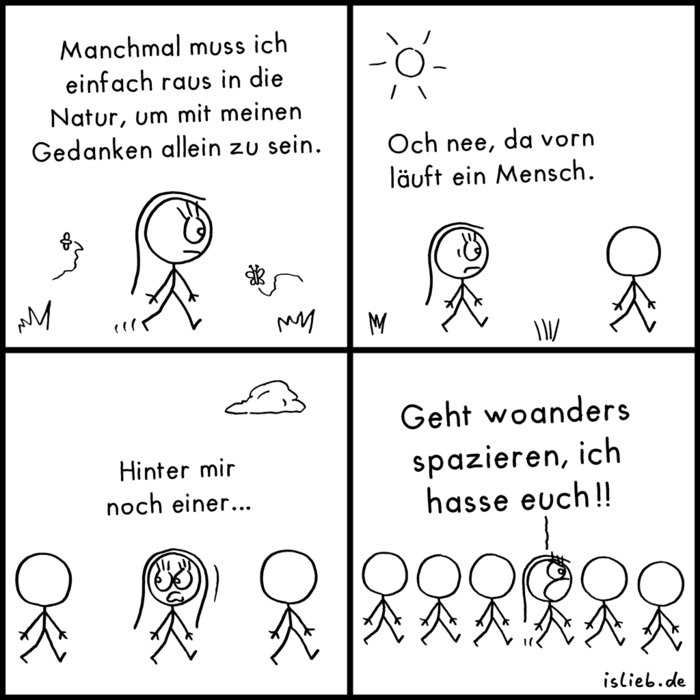 Manchmal muss ich
einfach raus in die
Natur, um mit meinen
Gedanken allein zu sein.
Och nee, da vorn
läuft ein Mensch.
Hinter mir
noch einer...
Geht woanders
spazieren, ich
hasse euch!!
islieb.de